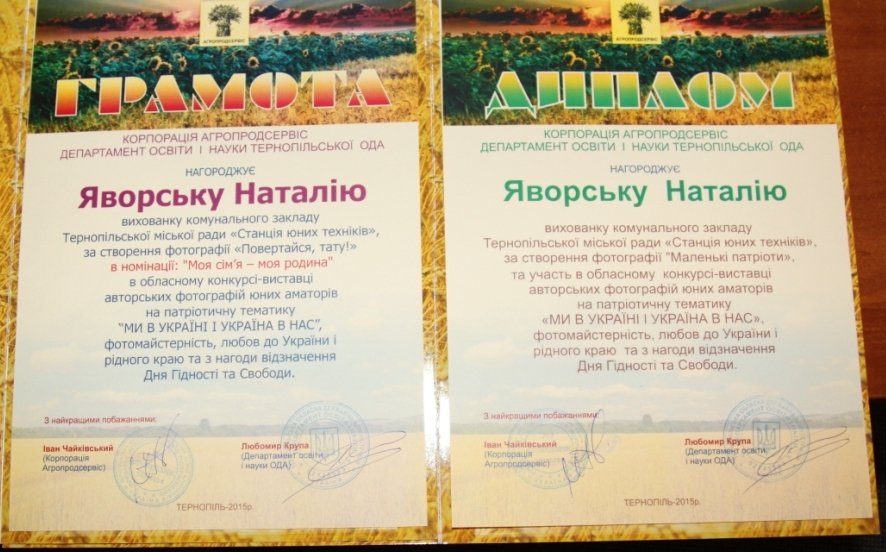 АГРОПРОДСЕРВІС
ГРАМОТА
КОРПОРАЦІЯ АГРОПРОДСЕРВІС
ДЕПАРТАМЕНТ ОСВІТИ І НАУКИ ТЕРНОПІЛЬСЬКОЇ ОДА
НАГОРОДЖУЄ
Яворську Наталію
вихованку комунального закладу
Тернопільської міської ради «Станція юних техніків»,
за створення фотографії «Повертайся, тату!»
в номінації: "Моя сім'я – моя родина"
в обласному конкурсі-виставці
авторських фотографій юних аматорів
на патріотичну тематику
"МИ В УКРАЇНІ І УКРАЇНА В НАС",
фотомайстерність, любов до України і
рідного краю та з нагоди відзначення
Дня Гідності та Свободи.
З найкращими побажаннями:
Іван Чайківський
(Корпорація
Агропродсервіс)
Любомир Крупа
(Департамент освіти,
і науки ОДА)
ТЕРНОПІЛЬ-2015р.
АГРОПРОДСЕРВІС
ДИПЛОМ
КОРПОРАЦІЯ АГРОПРОДСЕРВІС
ДЕПАРТАМЕНТ ОСВІТИ І НАУКИ ТЕРНОПІЛЬСЬКОЇ ОДА
НАГОРОДЖУЄ
Яворську Наталію
вихованку комунального закладу
Тернопільської міської ради «Станція юних техніків»,
за створення фотографії "Маленькі патріоти»,
та участь в обласному конкурсі-виставці
авторських фотографій юних аматорів
на патріотичну тематику
«МИ В УКРАЇНІ І УКРАЇНА В НАС»,
фотомайстерність, любов до України і
рідного краю та з нагоди відзначення
Дня Гідності та Свободи.
З найкращими побажаннями:
Іван Чайківський
(Корпорація
Агропродсервіс)
Любомир Крупа
(Департамент освіти,
і науки ОДА)
ТЕРНОПІЛЬ-2015р.